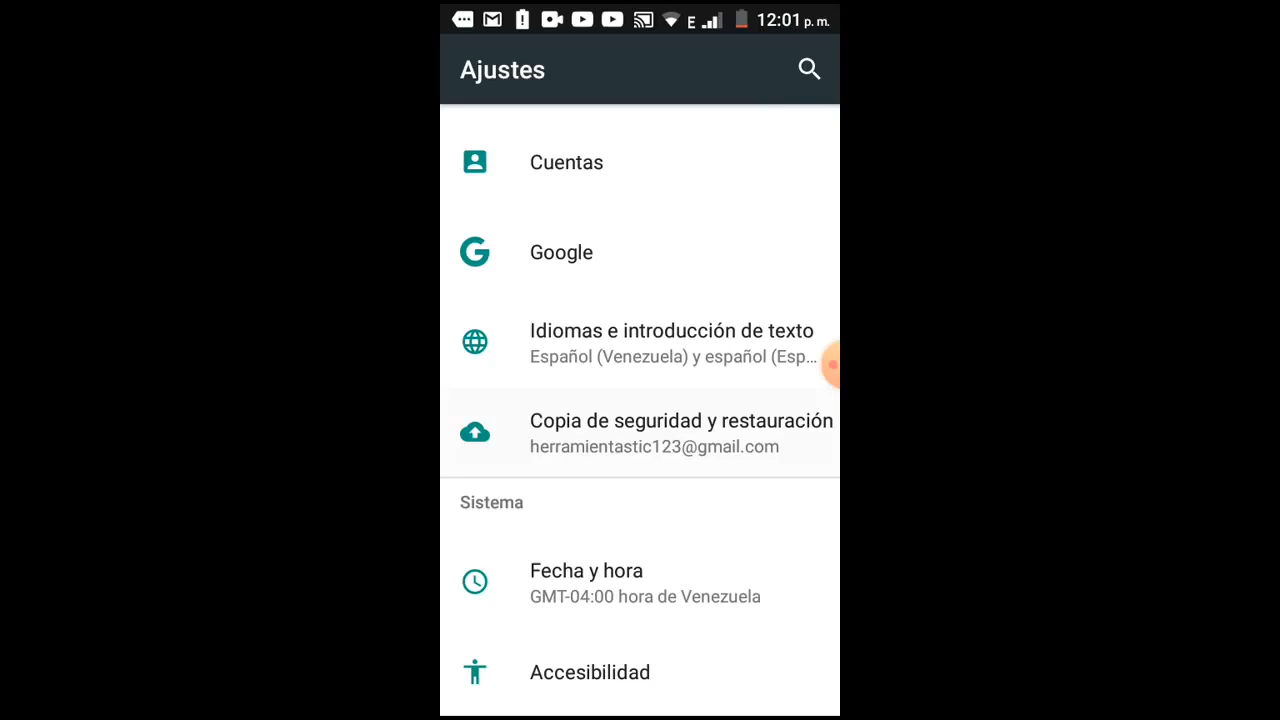 E 12:01 p. m.
Ajustes
Cuentas
Google
Idiomas e introducción de texto
Español (Venezuela) y español (Esp...
Copia de seguridad y restauración
herramientastic123@gmail.com
Sistema
Fecha y hora
GMT-04:00 hora de Venezuela
Accesibilidad